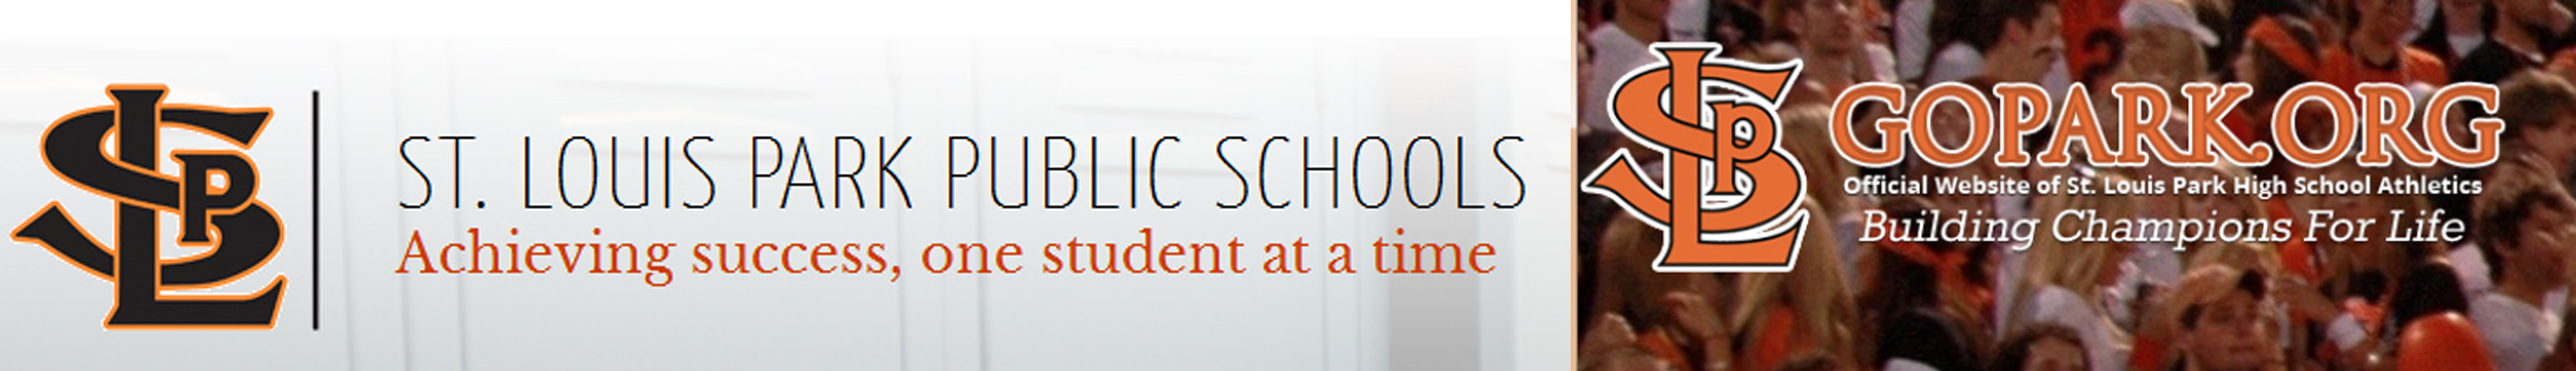 SLP
ST. LOUIS PARK PUBLIC SCHOOLS
Achieving success, one student at a time
SLP
GOPARK.ORG
Official Website of St. Louis Park High School Athletics
Building Champions For Life